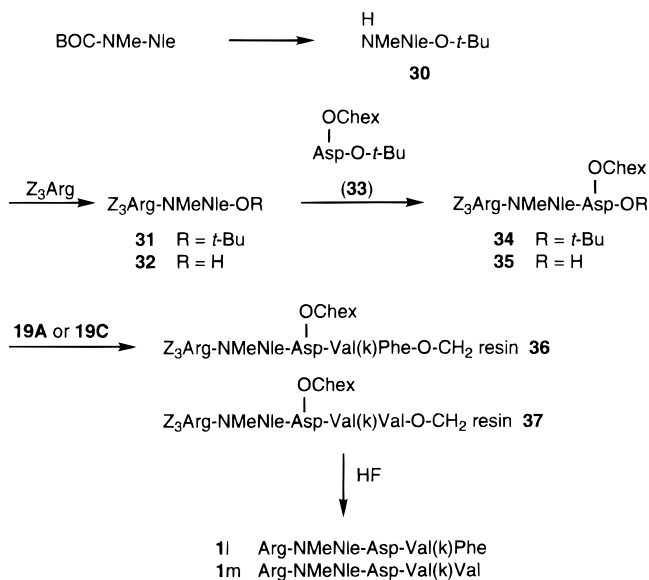 H
BOC-NMe-Nle NMeNle-O-t-Bu
30
OChex
Asp-O-t-Bu
OChex
Z3Arg (33)
Z3Arg-NMeNle-OR Z3Arg-NMeNle-Asp-OR
31 R = t-Bu 34 R = t-Bu
32 R = H 35 R = H
19A or 19C
OChex
Z3Arg-NMeNle-Asp-Val(k)Phe-O-CH2 resin 36
OChex
Z3Arg-NMeNle-Asp-Val(k)Val-O-CH2 resin 37
HF
1l Arg-NMeNle-Asp-Val(k)Phe
1m Arg-NMeNle-Asp-Val(k)Val